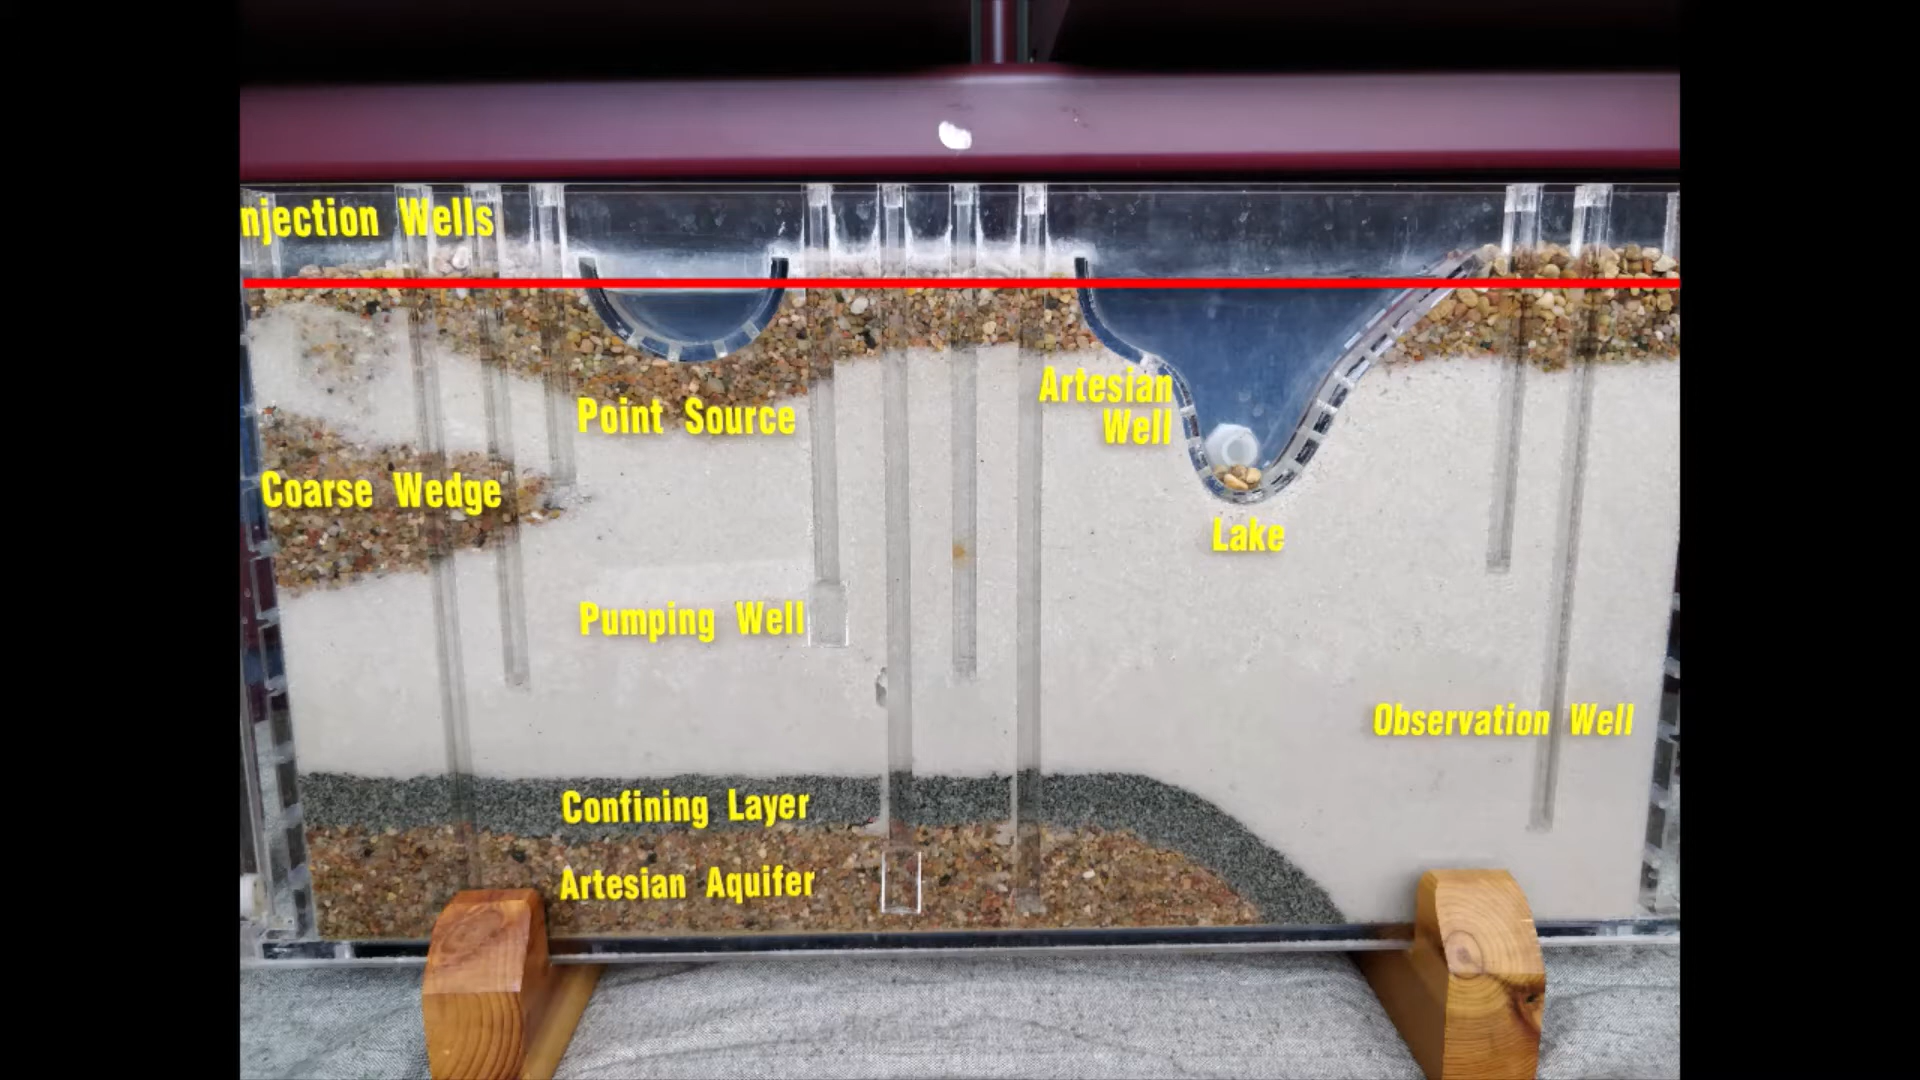 njection Wells
Point Source
Artesian
Well
Coarse Wedge
Lake
Pumping Well
Observation Well
Confining Layer
Artesian Aquifer